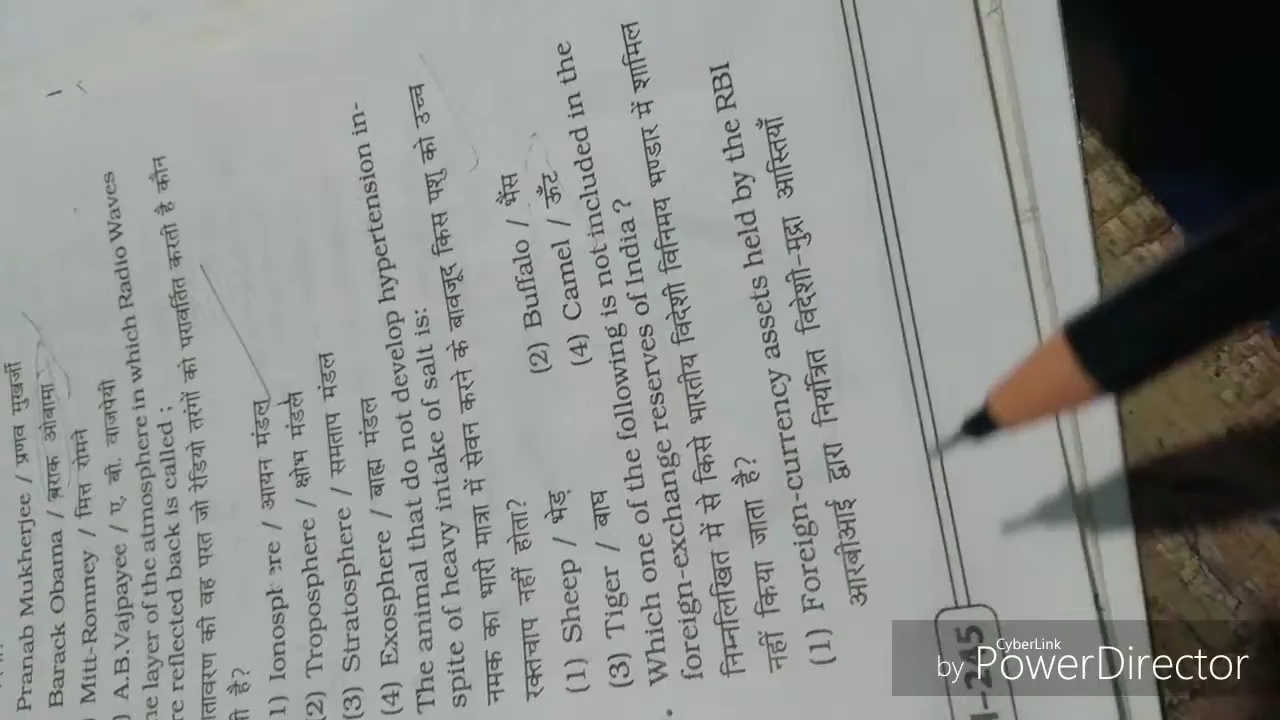 Pranab Mukherjee / प्रणव मुखर्जी
Barack Obama / बराक ओबामा
) Mitt-Romney / मित्त रोमने
) A.B.Vajpayee / ए. बी. वाजपेयी
layer of the atmosphere in which Radio Waves
re reflected back is called :
की वह परत जो रेडियो तरंगों को परावर्तित करती है कौन
है?
1) / आयन मंडल
(2) Troposphere / क्षोभ मंडल
(3) Stratosphere / समताप मंडल
(4) Exosphere / बाह्य मंडल
The animal that do not develop hypertension in-
spite of heavy intake of salt is:
नमक का भारी मात्रा में सेवन करने के बावजूद किस पशु को उच्च
रक्तचाप नहीं होता?
(1) Sheep / भेड़ (2) Buffalo / भैंस
(3) Tiger / बाघ (4) Camel / ऊँट
Which one of the following is not included in the
foreign-exchange reserves of India?
निम्नलिखित में से किसे भारतीय विदेशी विनिमय भण्डार में शामिल
नहीं किया जाता है?
(1) Foreign-currency assets held by the RBI
आरबीआई द्वारा नियंत्रित विदेशी-मुद्रा आस्तियाँ
by CyberLink PowerDirector